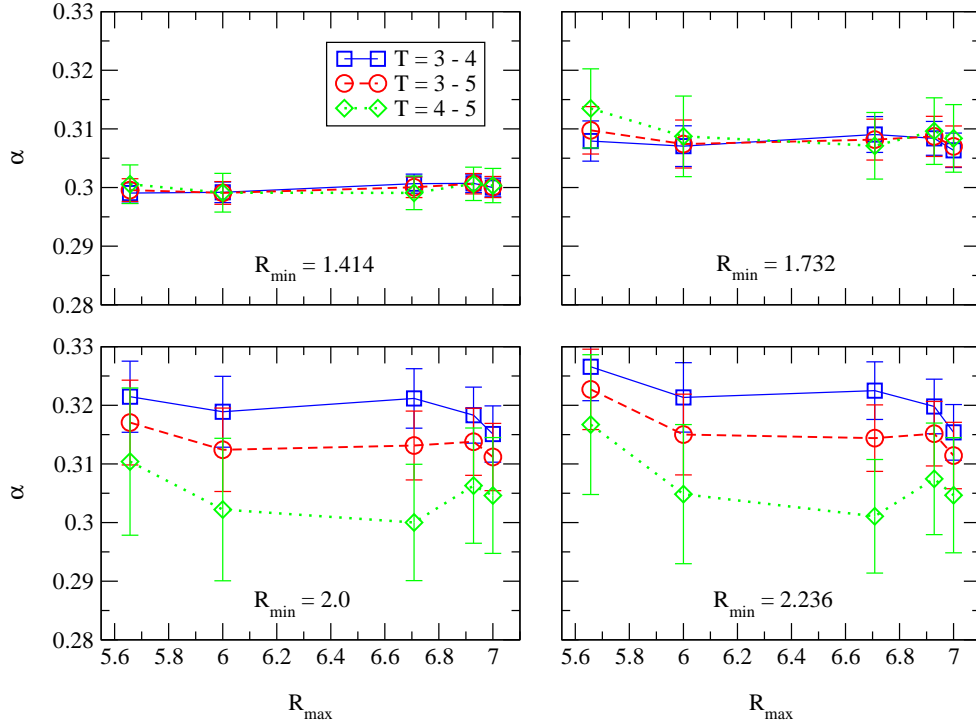 0.33
0.32
0.31
0.3
0.29
0.28
α
T = 3 - 4
T = 3 - 5
T = 4 - 5
R_min = 1.414
R_min = 1.732
0.33
0.32
0.31
0.3
0.29
0.28
α
R_min = 2.0
R_min = 2.236
5.6 5.8 6 6.2 6.4 6.6 6.8 7
5.6 5.8 6 6.2 6.4 6.6 6.8 7
R_max
R_max